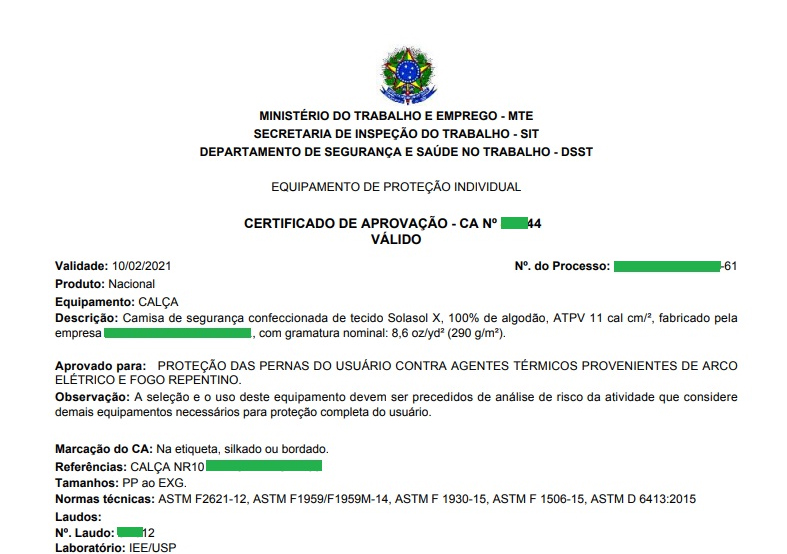 MINISTÉRIO DO TRABALHO E EMPREGO - MTE
SECRETARIA DE INSPEÇÃO DO TRABALHO - SIT
DEPARTAMENTO DE SEGURANÇA E SAÚDE NO TRABALHO - DSST
EQUIPAMENTO DE PROTEÇÃO INDIVIDUAL
CERTIFICADO DE APROVAÇÃO - CA Nº 44
VÁLIDO
Validade: 10/02/2021 Nº. do Processo: -61
Produto: Nacional
Equipamento: CALÇA
Descrição: Camisa de segurança confeccionada de tecido Solasol X, 100% de algodão, ATPV 11 cal cm/², fabricado pela
empresa , com gramatura nominal: 8,6 oz/yd² (290 g/m²).
Aprovado para: PROTEÇÃO DAS PERNAS DO USUÁRIO CONTRA AGENTES TÉRMICOS PROVENIENTES DE ARCO
ELÉTRICO E FOGO REPENTINO.
Observação: A seleção e o uso deste equipamento devem ser precedidos de análise de risco da atividade que considere
demais equipamentos necessários para proteção completa do usuário.
Marcação do CA: Na etiqueta, silkado ou bordado.
Referências: CALÇA NR10
Tamanhos: PP ao EXG.
Normas técnicas: ASTM F2621-12, ASTM F1959/F1959M-14, ASTM F 1930-15, ASTM F 1506-15, ASTM D 6413:2015
Laudos:
Nº. Laudo: 12
Laboratório: IEE/USP